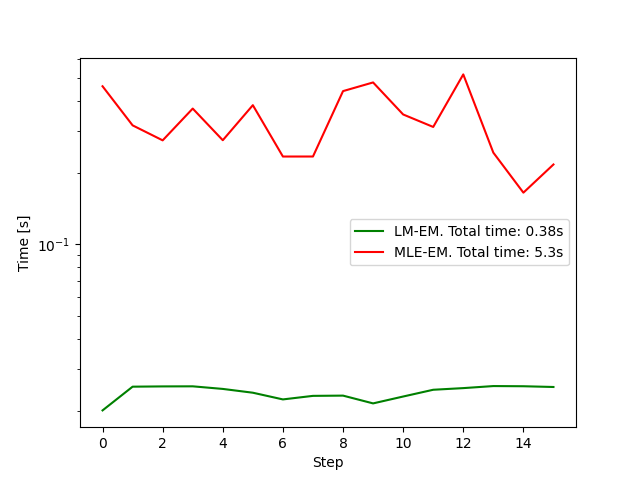 Time [s]
10^{-1}
LM-EM. Total time: 0.38s
MLE-EM. Total time: 5.3s
0 2 4 6 8 10 12 14
Step